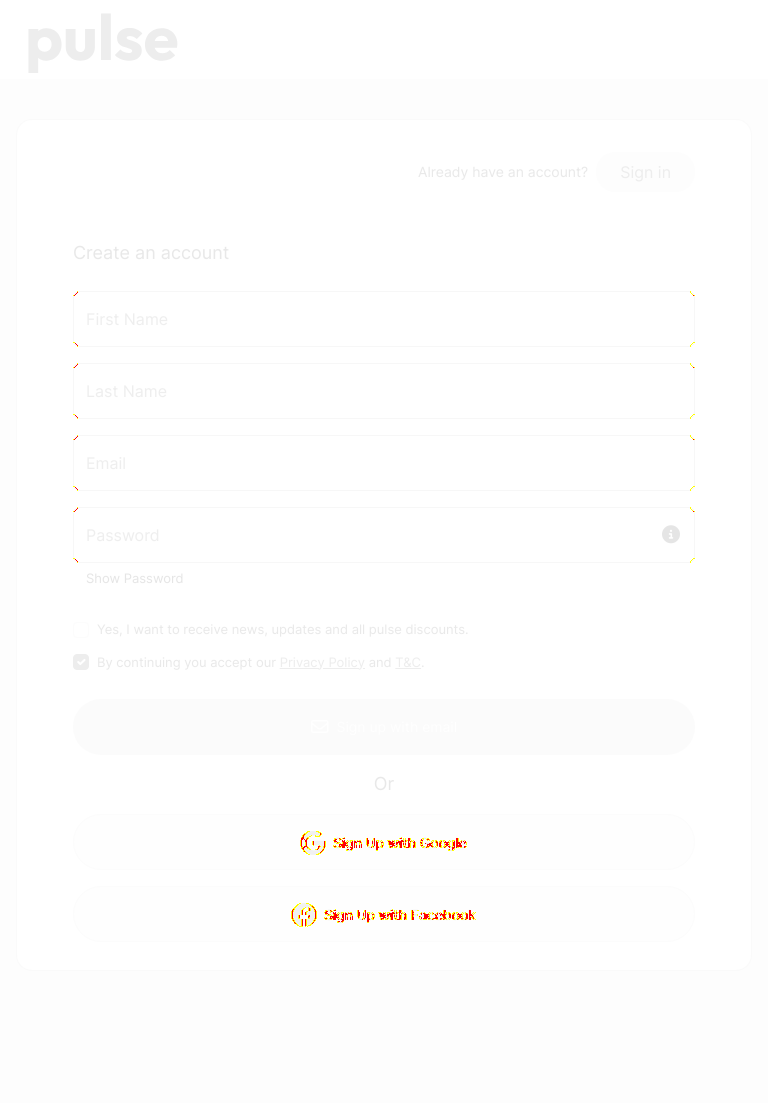 pulse
Already have an account? Sign in
Create an account
First Name
Last Name
Email
Password
Show Password
Yes, I want to receive news, updates and all pulse discounts.
By continuing you accept our Privacy Policy and T&C.
Or
Sign Up with Google
Sign Up with Facebook